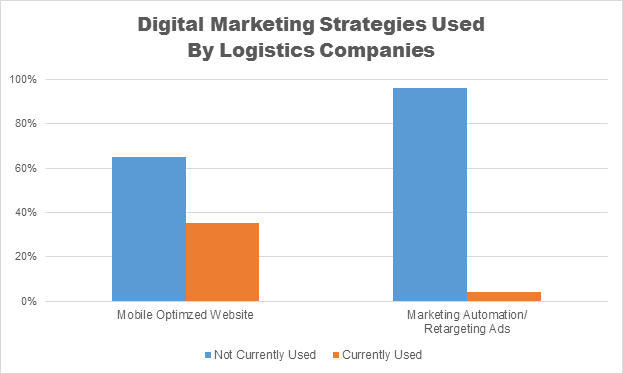 Digital Marketing Strategies Used
By Logistics Companies
100%
80%
60%
40%
20%
0%
Mobile Optimzed Website
Marketing Automation/
Retargeting Ads
Not Currently Used
Currently Used